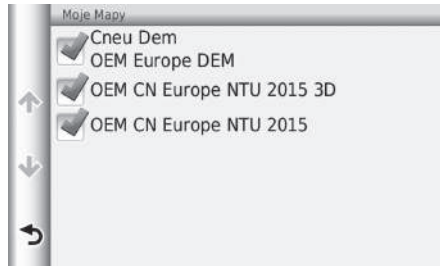 Moje Mapy
Cneu Dem
OEM Europe DEM
OEM CN Europe NTU 2015 3D
OEM CN Europe NTU 2015